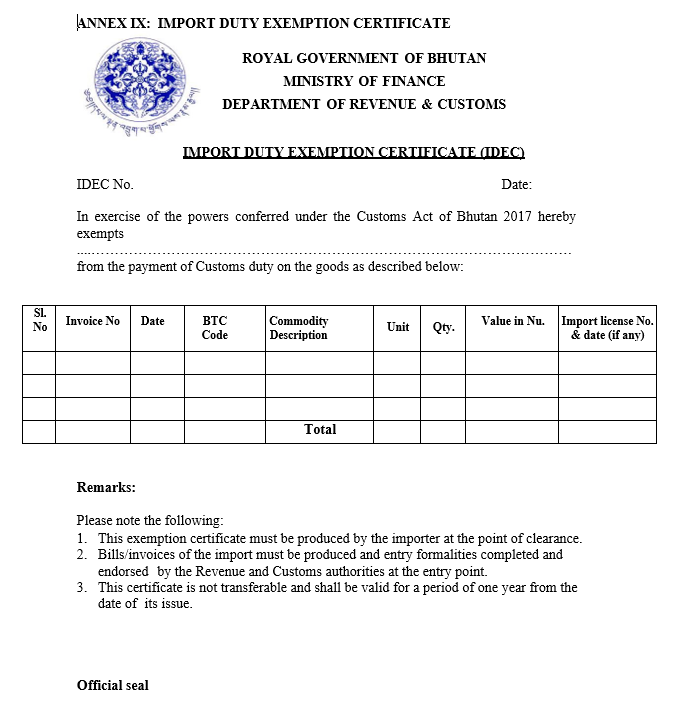 ANNEX IX: IMPORT DUTY EXEMPTION CERTIFICATE
ROYAL GOVERNMENT OF BHUTAN
MINISTRY OF FINANCE
DEPARTMENT OF REVENUE & CUSTOMS
IMPORT DUTY EXEMPTION CERTIFICATE (IDEC)
IDEC No. Date:
In exercise of the powers conferred under the Customs Act of Bhutan 2017 hereby
exempts
....………………………………………………………………………………………
from the payment of Customs duty on the goods as described below:
Sl. No Invoice No Date BTC Code Commodity Description Unit Qty. Value in Nu. Import license No. & date (if any)
Total
Remarks:
Please note the following:
1. This exemption certificate must be produced by the importer at the point of clearance.
2. Bills/invoices of the import must be produced and entry formalities completed and
endorsed by the Revenue and Customs authorities at the entry point.
3. This certificate is not transferable and shall be valid for a period of one year from the
date of its issue.
Official seal